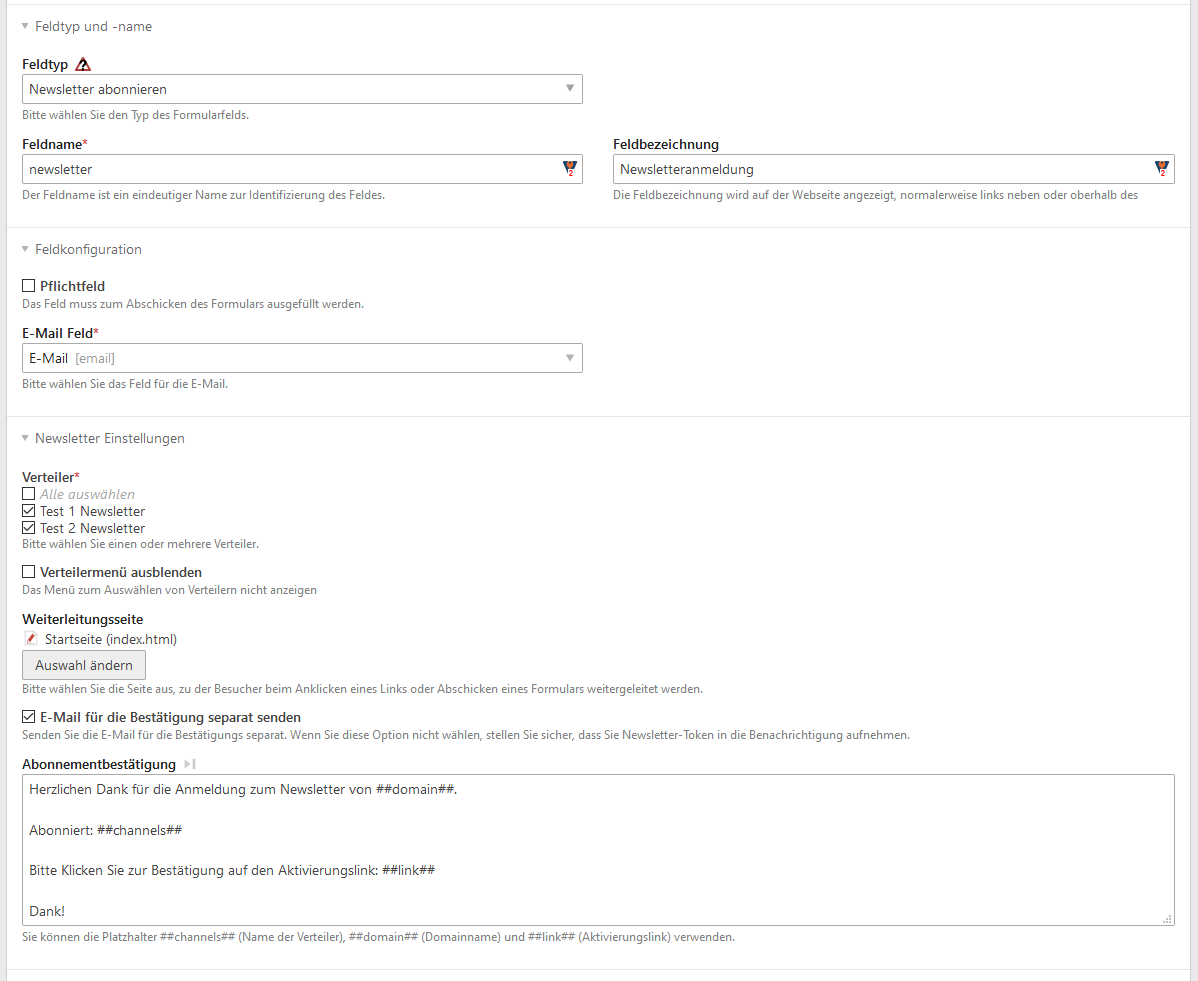 Feldtyp und -name
Feldtyp
Newsletter abonnieren
Bitte wählen Sie den Typ des Formularfelds.
Feldname*
newsletter
Der Feldname ist ein eindeutiger Name zur Identifizierung des Feldes.
Feldbezeichnung
Newsletteranmeldung
Die Feldbezeichnung wird auf der Webseite angezeigt, normalerweise links neben oder oberhalb des
Feldkonfiguration
Pflichtfeld
Das Feld muss zum Abschicken des Formulars ausgefüllt werden.
E-Mail Feld*
E-Mail [email]
Bitte wählen Sie das Feld für die E-Mail.
Newsletter Einstellungen
Verteiler*
Alle auswählen
Test 1 Newsletter
Test 2 Newsletter
Bitte wählen Sie einen oder mehrere Verteiler.
Verteilermenü ausblenden
Das Menü zum Auswählen von Verteilern nicht anzeigen
Weiterleitungsseite
Startseite (index.html)
Auswahl ändern
Bitte wählen Sie die Seite aus, zu der Besucher beim Anklicken eines Links oder Abschicken eines Formulars weitergeleitet werden.
E-Mail für die Bestätigung separat senden
Senden Sie die E-Mail für die Bestätigungs separat. Wenn Sie diese Option nicht wählen, stellen Sie sicher, dass Sie Newsletter-Token in die Benachrichtigung aufnehmen.
Abonnementbestätigung
Herzlichen Dank für die Anmeldung zum Newsletter von ##domain##.
Abonniert: ##channels##
Bitte Klicken Sie zur Bestätigung auf den Aktivierungslink: ##link##
Dank!
Sie können die Platzhalter ##channels## (Name der Verteiler), ##domain## (Domainname) und ##link## (Aktivierungslink) verwenden.